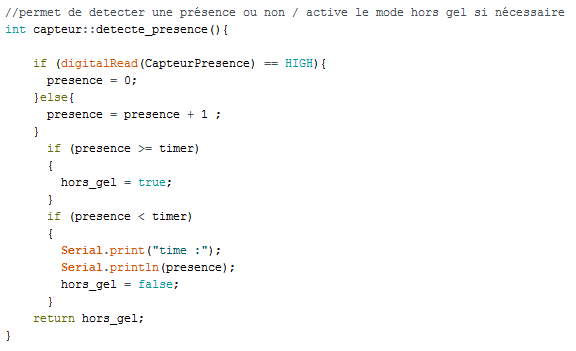 //permet de detecter une présence ou non / active le mode hors gel si nécessaire
int capteur::detecte_presence(){
if (digitalRead(CapteurPresence) == HIGH){
presence = 0;
}else{
presence = presence + 1 ;
}
if (presence >= timer)
{
hors_gel = true;
}
if (presence < timer)
{
Serial.print("time :");
Serial.println(presence);
hors_gel = false;
}
return hors_gel;
}